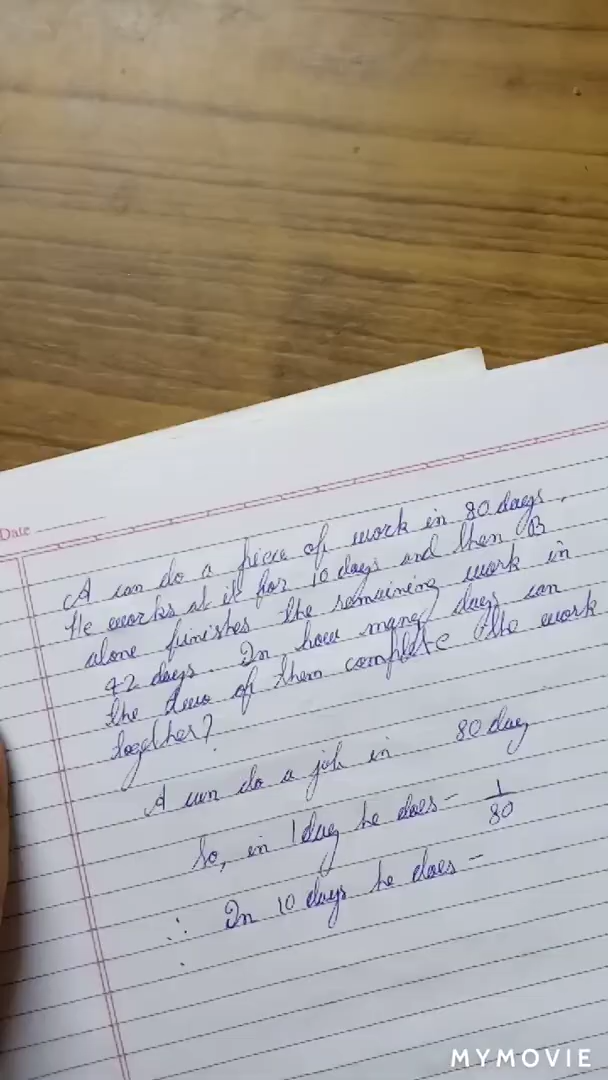 Date
A can do a piece of work in 80 days.
He works at it for 10 days and then B
alone funishes the remaining work in
42 days. In how many days can
the two of them complete the work
together?
A can do a job in 80 day
So, in 1 day he does - 1/80
∴ In 10 days he does -
MYMOVIE